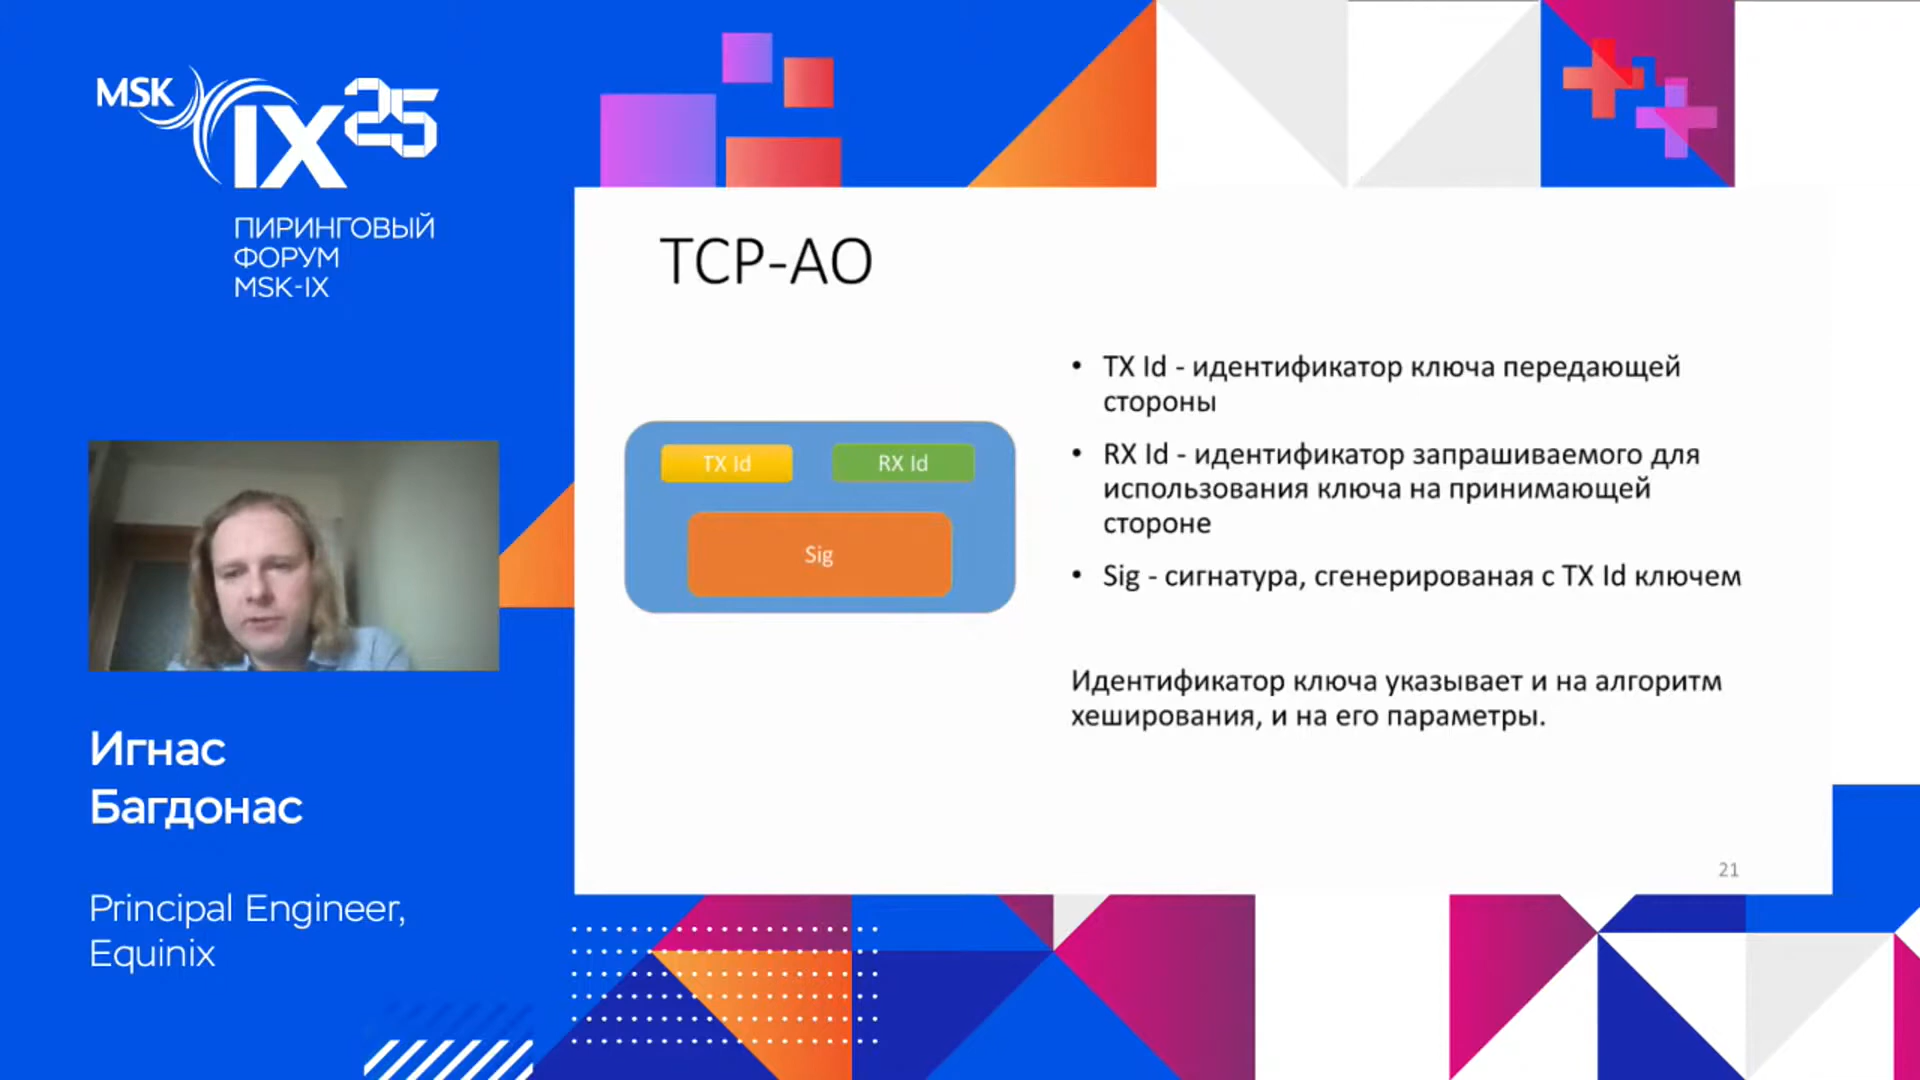 MSK
IX 25
ПИРИНГОВЫЙ
ФОРУМ
MSK-IX
Игнас
Багдонас
Principal Engineer,
Equinix
TCP-AO
TX Id
RX Id
Sig
• TX Id - идентификатор ключа передающей
стороны
• RX Id - идентификатор запрашиваемого для
использования ключа на принимающей
стороне
• Sig - сигнатура, сгенерированая с TX Id ключем
Идентификатор ключа указывает и на алгоритм
хеширования, и на его параметры.
21